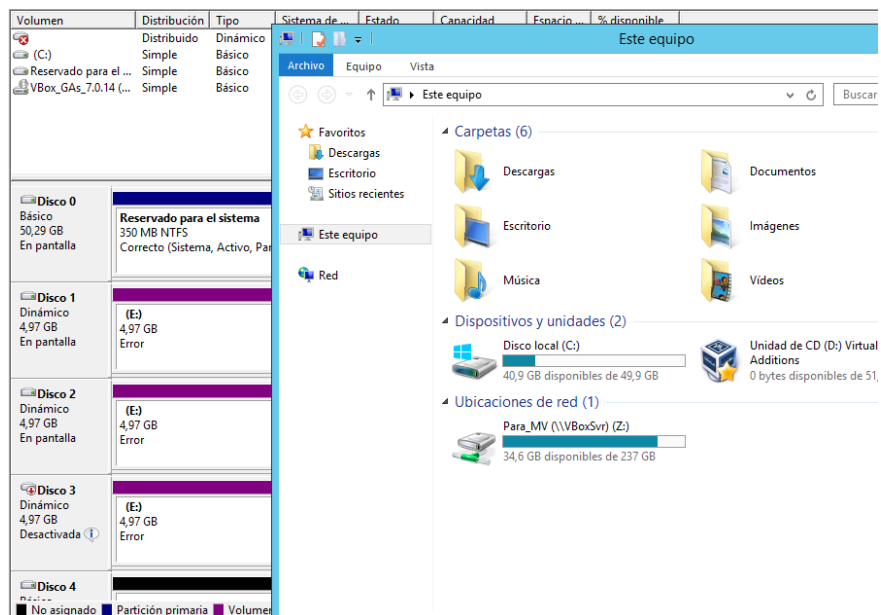 Volumen Distribución Tipo Sistema de ... Estado Capacidad Espacio ... % disponible
Distribuido Dinámico
(C:) Simple Básico
Reservado para el ... Simple Básico
VBox_GAs_7.0.14 (... Simple Básico
Disco 0
Básico
50,29 GB
En pantalla
Reservado para el sistema
350 MB NTFS
Correcto (Sistema, Activo, Par
Disco 1
Dinámico
4,97 GB
En pantalla
(E:)
4,97 GB
Error
Disco 2
Dinámico
4,97 GB
En pantalla
(E:)
4,97 GB
Error
Disco 3
Dinámico
4,97 GB
Desactivada
(E:)
4,97 GB
Error
Disco 4
No asignado Partición primaria Volumen
Este equipo
Archivo Equipo Vista
Este equipo
Buscar
Favoritos
Descargas
Escritorio
Sitios recientes
Este equipo
Red
Carpetas (6)
Descargas
Documentos
Escritorio
Imágenes
Música
Vídeos
Dispositivos y unidades (2)
Disco local (C:)
40,9 GB disponibles de 49,9 GB
Unidad de CD (D:) Virtual
Additions
0 bytes disponibles de 51,
Ubicaciones de red (1)
Para_MV (\\VBoxSvr) (Z:)
34,6 GB disponibles de 237 GB